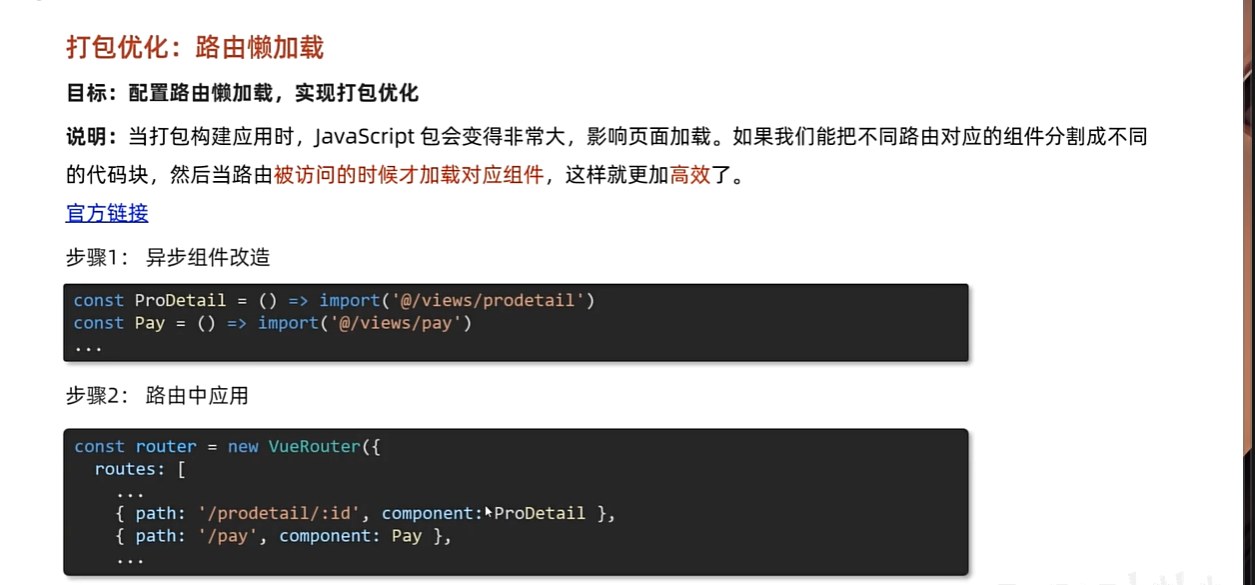 打包优化：路由懒加载
目标：配置路由懒加载，实现打包优化
说明：当打包构建应用时，JavaScript 包会变得非常大，影响页面加载。如果我们能把不同路由对应的组件分割成不同
的代码块，然后当路由被访问的时候才加载对应组件，这样就更加高效了。
官方链接
步骤1： 异步组件改造
const ProDetail = () => import('@/views/prodetail')
const Pay = () => import('@/views/pay')
...
步骤2： 路由中应用
const router = new VueRouter({
  routes: [
    ...
    { path: '/prodetail/:id', component: ProDetail },
    { path: '/pay', component: Pay },
    ...